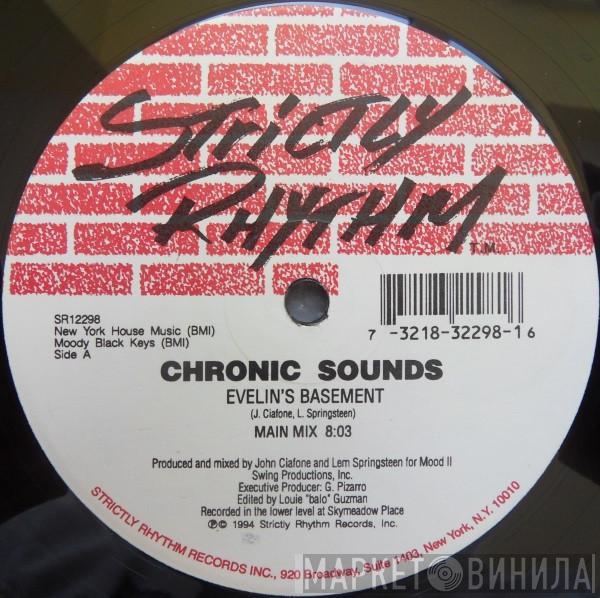 STRICTLY
RHYTHM
T.M.
SR12298
New York House Music (BMI)
Moody Black Keys (BMI)
Side A
7 -3218-32298-1 6
CHRONIC SOUNDS
EVELIN'S BASEMENT
(J. Ciafone, L. Springsteen)
MAIN MIX 8:03
Produced and mixed by John Ciafone and Lem Springsteen for Mood II
Swing Productions, Inc.
Executive Producer: G. Pizarro
Edited by Louie "balo" Guzman
Recorded in the lower level at Skymeadow Place
℗© 1994 Strictly Rhythm Records, Inc.
STRICTLY RHYTHM RECORDS INC., 920 Broadway, Suite 1403, New York, N.Y. 10010
МАРКЕТ ВИНИЛА